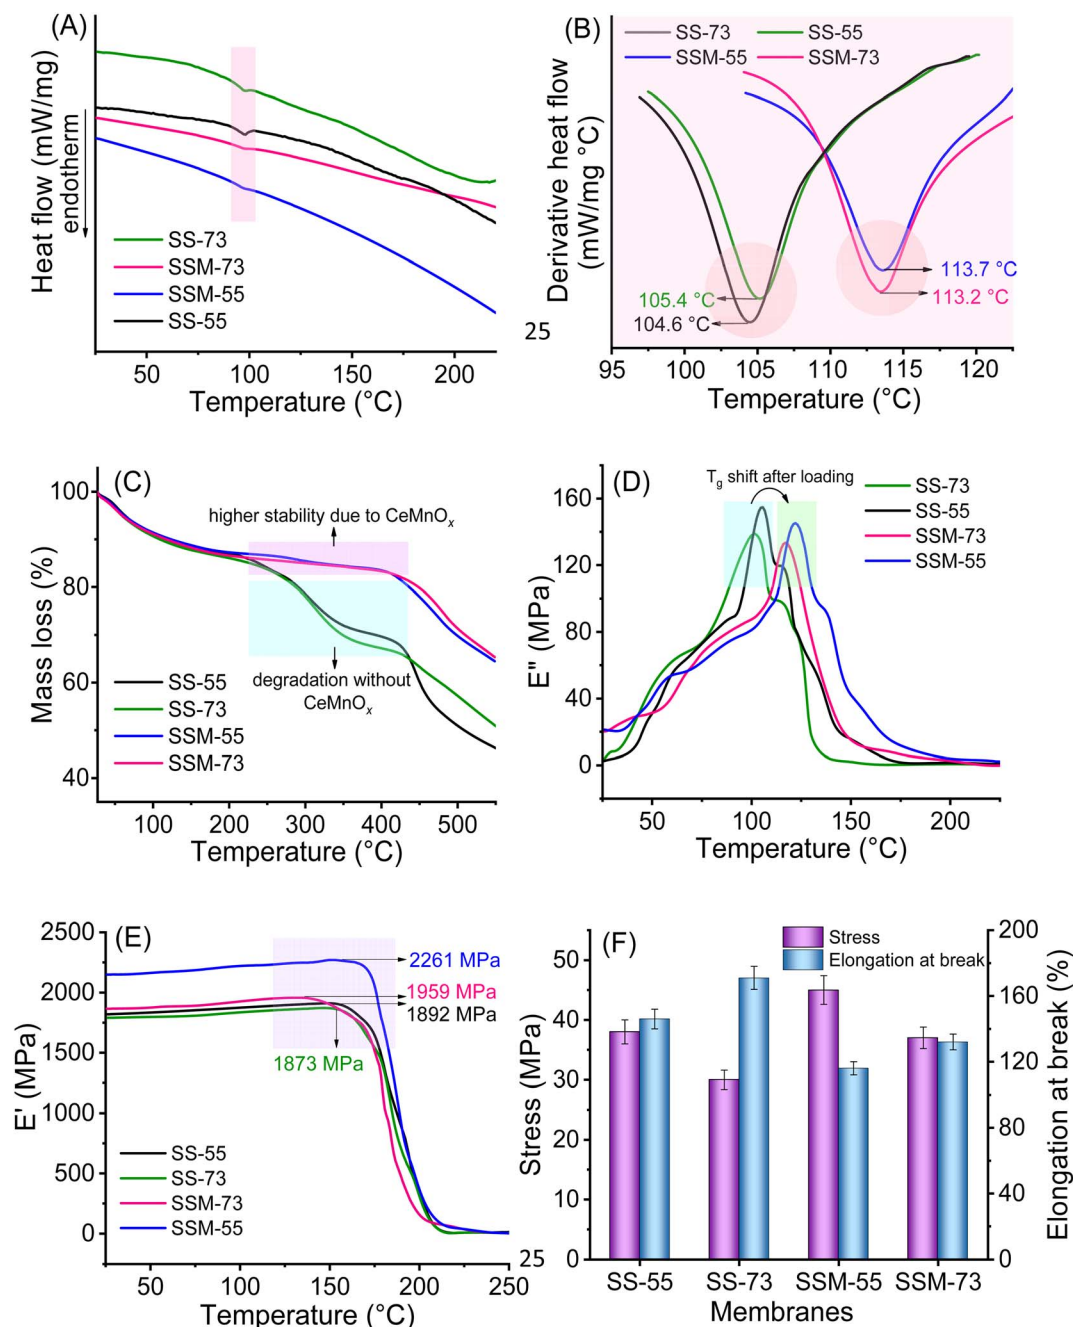 (A)
Heat flow (mW/mg)
endotherm
SS-73
SSM-73
SSM-55
SS-55
50
100
150
200
Temperature (°C)
(B)
SS-73
SS-55
SSM-55
SSM-73
Derivative heat flow
(mW/mg °C)
113.7 °C
105.4 °C
113.2 °C
104.6 °C
25
95
100
105
110
115
120
Temperature (°C)
(C)
Mass loss (%)
100
80
60
40
higher stability due to CeMnOₓ
degradation without
CeMnOₓ
SS-55
SS-73
SSM-55
SSM-73
100
200
300
400
500
Temperature (°C)
(D)
E" (MPa)
160
120
80
40
0
Tg shift after loading
SS-73
SS-55
SSM-73
SSM-55
50
100
150
200
Temperature (°C)
(E)
E' (MPa)
2500
2000
1500
1000
500
0
2261 MPa
1959 MPa
1892 MPa
1873 MPa
SS-55
SS-73
SSM-73
SSM-55
50
100
150
200
250
Temperature (°C)
25
(F)
Stress
Elongation at break
Stress (MPa)
50
40
30
20
10
0
200
160
120
80
40
0
Elongation at break (%)
SS-55
SS-73
SSM-55
SSM-73
Membranes